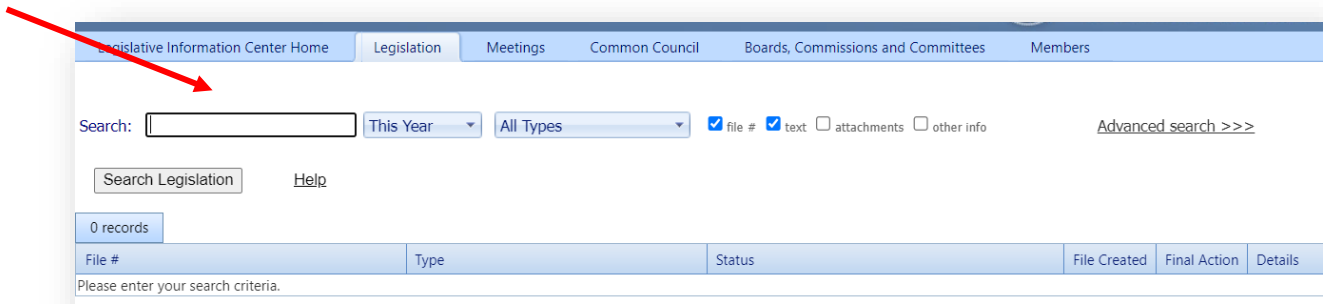 Legislative Information Center Home Legislation Meetings Common Council Boards, Commissions and Committees Members
Search: This Year All Types file # text attachments other info Advanced search >>>
Search Legislation Help
0 records
File # Type Status File Created Final Action Details
Please enter your search criteria.